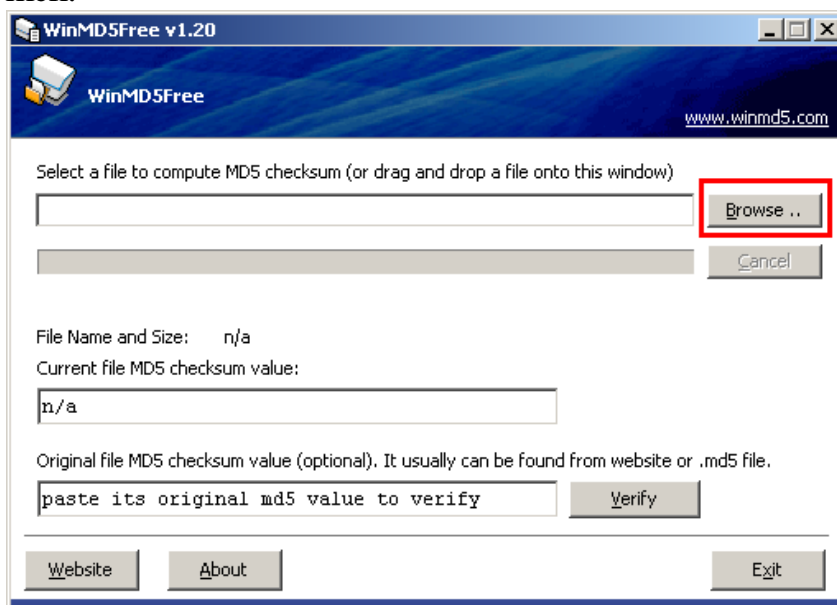 WinMD5Free v1.20
WinMD5Free
www.winmd5.com
Select a file to compute MD5 checksum (or drag and drop a file onto this window)
Browse ..
Cancel
File Name and Size: n/a
Current file MD5 checksum value:
n/a
Original file MD5 checksum value (optional). It usually can be found from website or .md5 file.
paste its original md5 value to verify Verify
Website About Exit